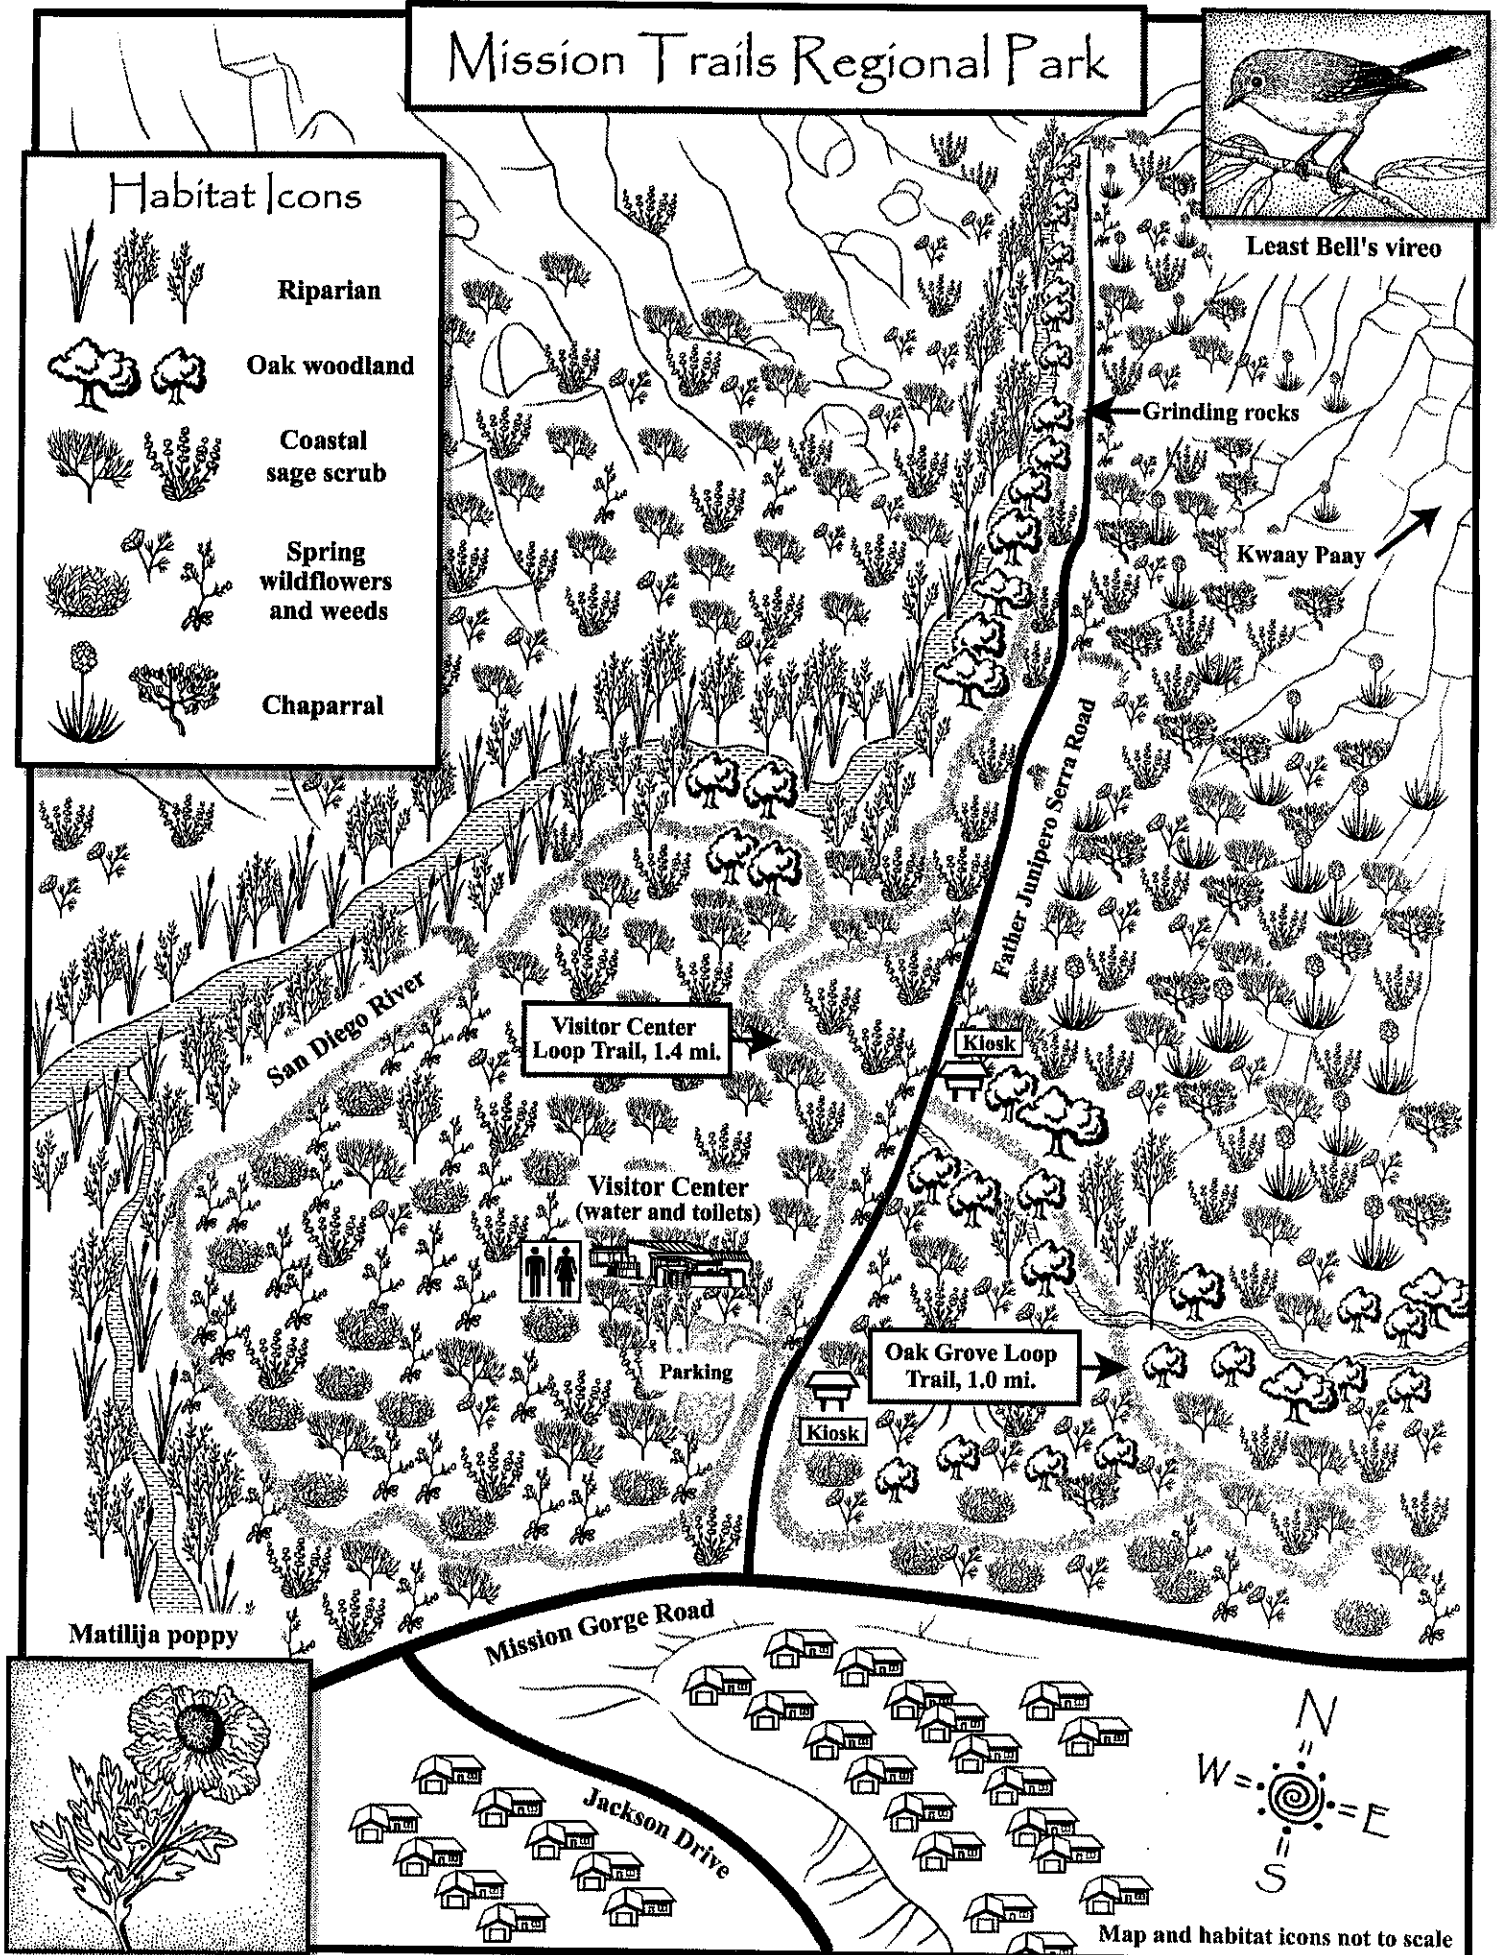 Mission Trails Regional Park
Habitat Icons
Riparian
Oak woodland
Coastal
sage scrub
Spring
wildflowers
and weeds
Chaparral
Least Bell's vireo
Grinding rocks
Kwaay Paay
Father Junipero Serra Road
San Diego River
Visitor Center
Loop Trail, 1.4 mi.
Kiosk
Visitor Center
(water and toilets)
Parking
Oak Grove Loop
Trail, 1.0 mi.
Kiosk
Matilija poppy
Mission Gorge Road
Jackson Drive
N
W
E
S
Map and habitat icons not to scale